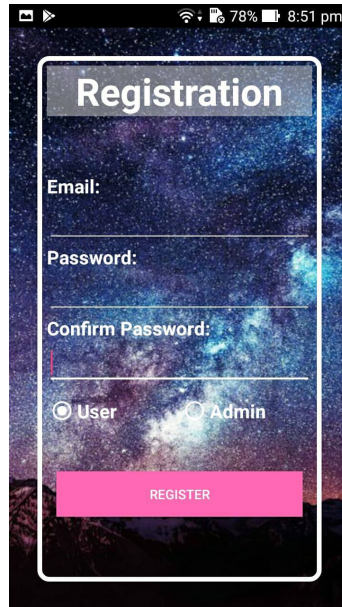 78% 8:51 pm
Registration
Email:
Password:
Confirm Password:
User Admin
REGISTER